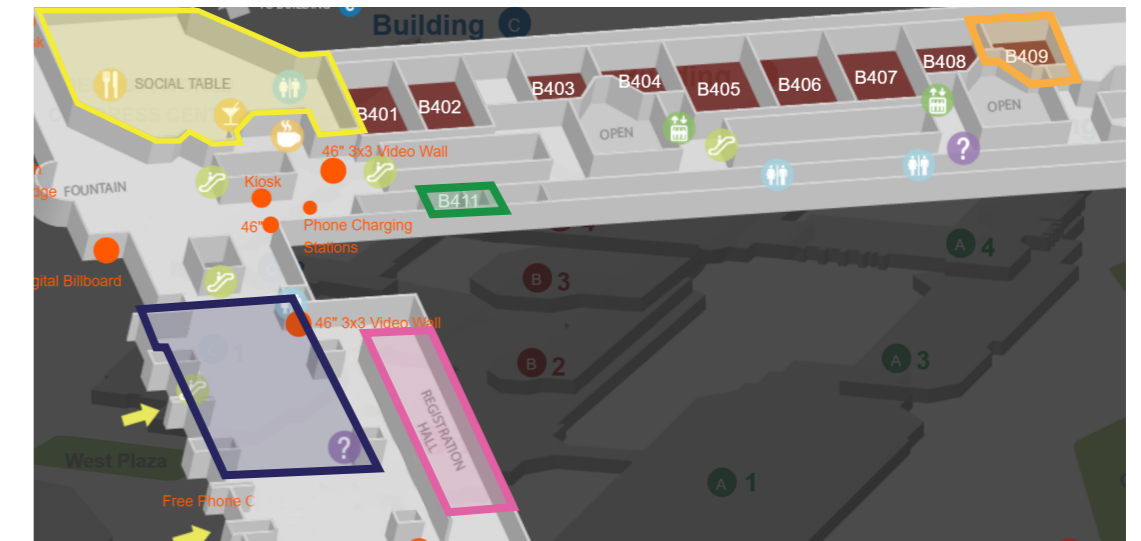 Building C
SOCIAL TABLE
B401
B402
B403
B404
B405
B406
B407
B408
B409
OPEN
OPEN
46" 3x3 Video Wall
FOUNTAIN
Kiosk
B411
46"
Phone Charging
Stations
gital Billboard
B 3
A 4
46" 3x3 Video Wall
1
B 2
A 3
REGISTRATION
HALL
West Plaza
?
?
A 1
Free Phone C